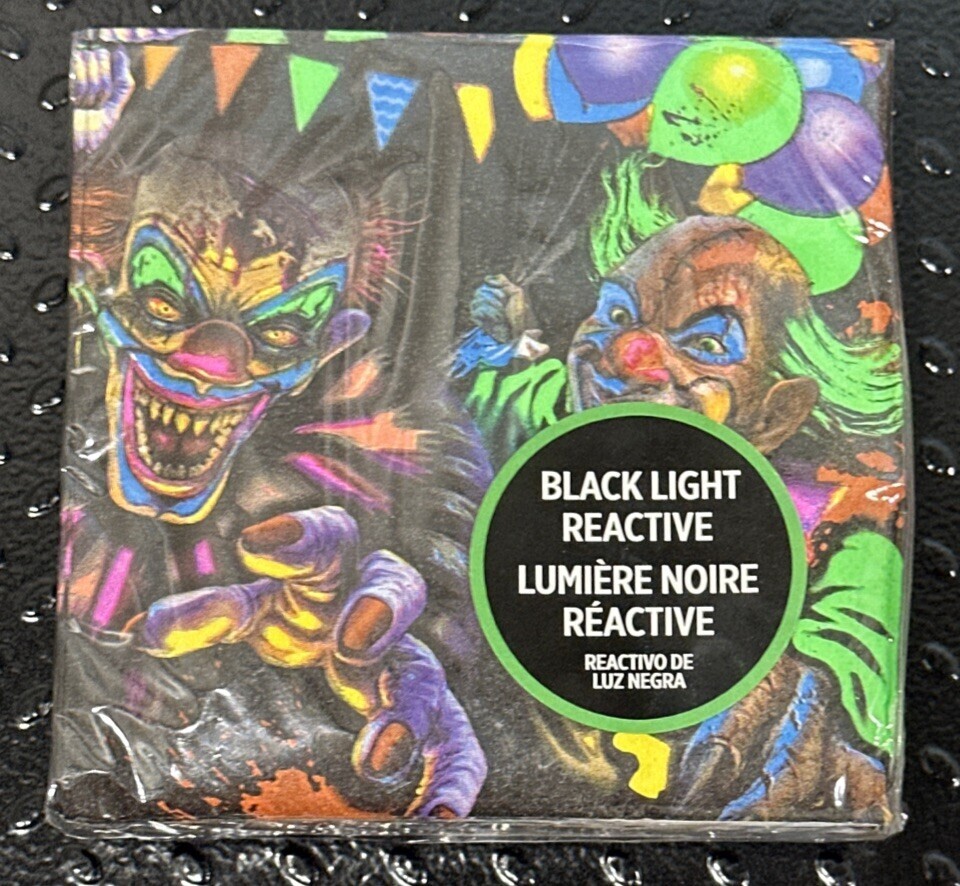 BLACK LIGHT
REACTIVE
LUMIÈRE NOIRE
RÉACTIVE
REACTIVO DE
LUZ NEGRA